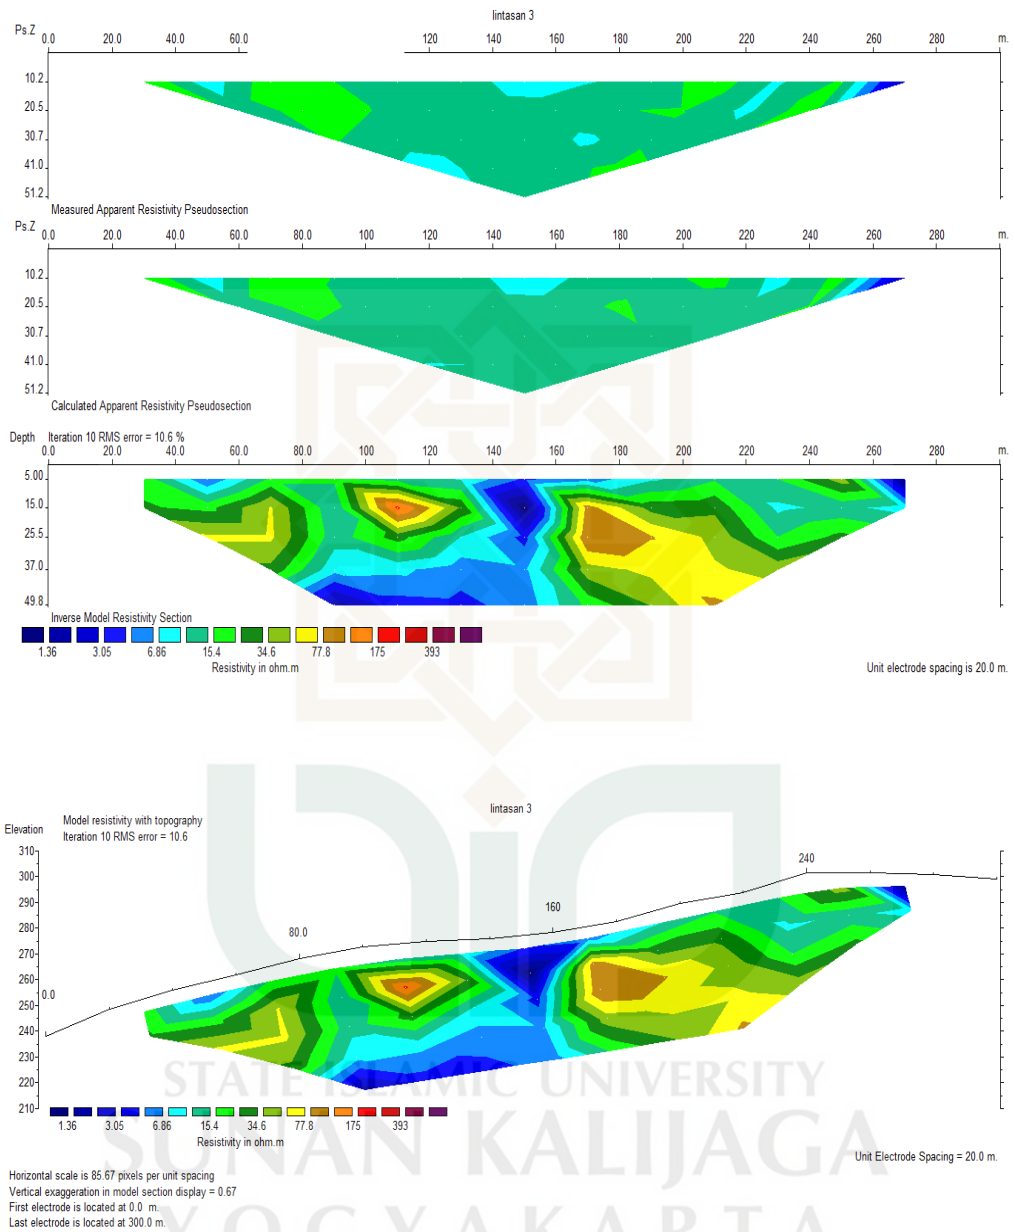 lintasan 3
Ps.Z 0.0 20.0 40.0 60.0 120 140 160 180 200 220 240 260 280 m.
10.2
20.5
30.7
41.0
51.2
Measured Apparent Resistivity Pseudosection
Ps.Z 0.0 20.0 40.0 60.0 80.0 100 120 140 160 180 200 220 240 260 280 m.
10.2
20.5
30.7
41.0
51.2
Calculated Apparent Resistivity Pseudosection
Depth Iteration 10 RMS error = 10.6 %
0.0 20.0 40.0 60.0 80.0 100 120 140 160 180 200 220 240 260 280 m.
5.00
15.0
25.5
37.0
49.8
Inverse Model Resistivity Section
1.36 3.05 6.86 15.4 34.6 77.8 175 393
Resistivity in ohm.m
Unit electrode spacing is 20.0 m.
lintasan 3
Model resistivity with topography
Elevation
Iteration 10 RMS error = 10.6
310
300
290
280
270
260
250
240
230
220
210
0.0
80.0
160
240
1.36 3.05 6.86 15.4 34.6 77.8 175 393
Resistivity in ohm.m
Unit Electrode Spacing = 20.0 m.
Horizontal scale is 85.67 pixels per unit spacing
Vertical exaggeration in model section display = 0.67
First electrode is located at 0.0 m.
Last electrode is located at 300.0 m.
STATE ISLAMIC UNIVERSITY
SUNAN KALIJAGA
YOGYAKARTA